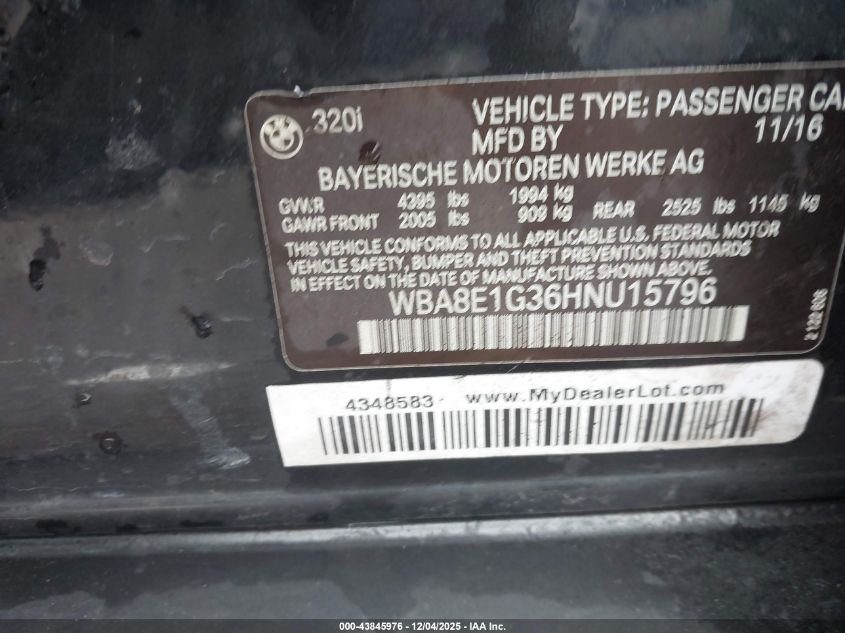 320i
VEHICLE TYPE: PASSENGER CA
MFD BY 11/16
BAYERISCHE MOTOREN WERKE AG
GVWR 4395 lbs 1994 kg
GAWR FRONT 2005 lbs 909 kg REAR 2525 lbs 1145 kg
THIS VEHICLE CONFORMS TO ALL APPLICABLE U.S. FEDERAL MOTOR
VEHICLE SAFETY, BUMPER AND THEFT PREVENTION STANDARDS
IN EFFECT ON THE DATE OF MANUFACTURE SHOWN ABOVE.
WBA8E1G36HNU15796
4348583 www.MyDealerLot.com
000-43845976 | 12/04/2025 - IAA Inc.